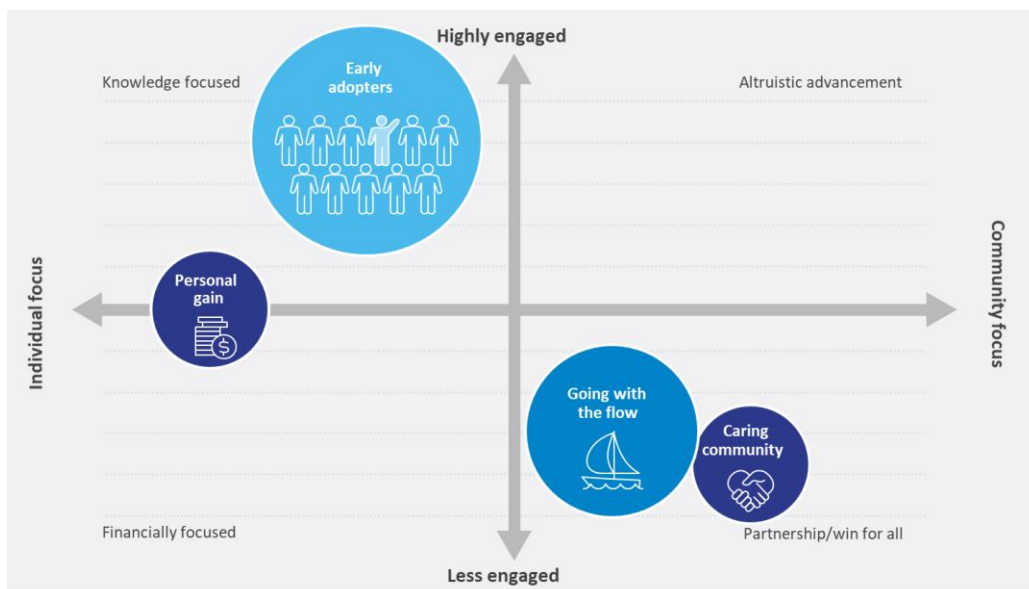 Highly engaged
Knowledge focused
Early
adopters
Altruistic advancement
Individual focus
Personal
gain
$
Community focus
Going with
the flow
Caring
community
Financially focused
Partnership/win for all
Less engaged